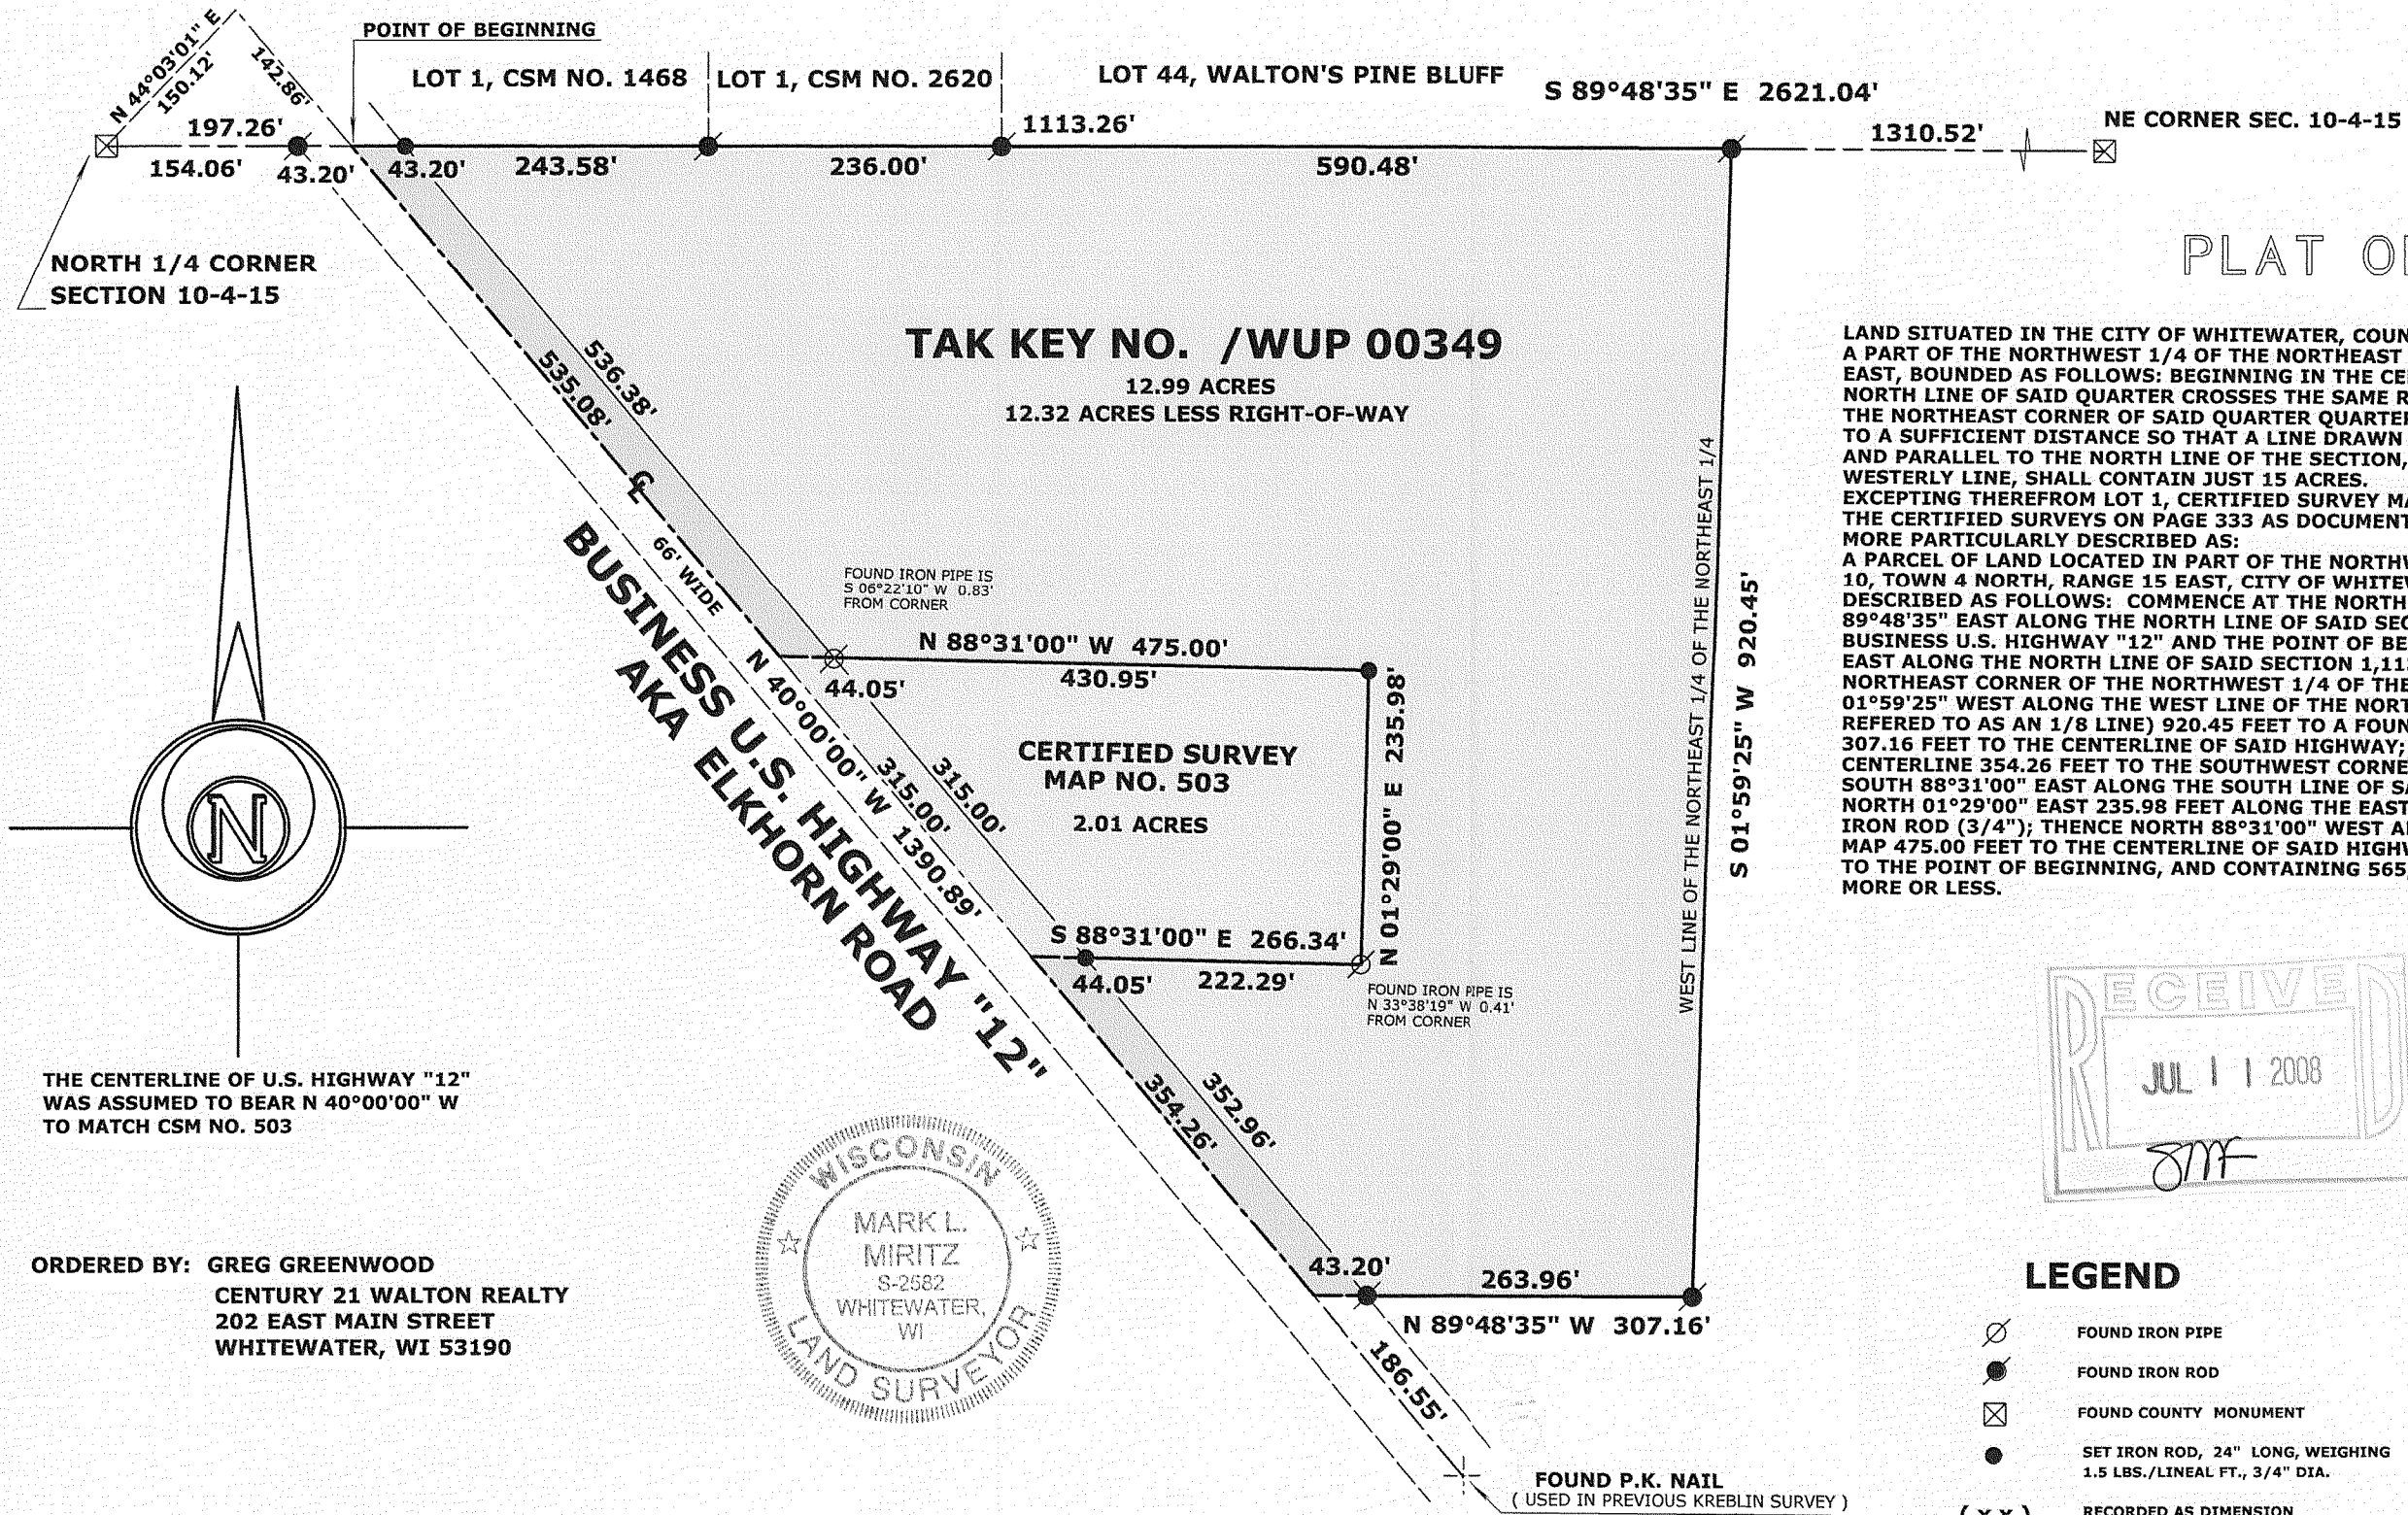 N 44°03'01" E
150.12'
142.86'
POINT OF BEGINNING
LOT 1, CSM NO. 1468
LOT 1, CSM NO. 2620
LOT 44, WALTON'S PINE BLUFF
S 89°48'35" E 2621.04'
197.26'
1113.26'
1310.52'
NE CORNER SEC. 10-4-15
154.06'
43.20'
43.20'
243.58'
236.00'
590.48'
NORTH 1/4 CORNER
SECTION 10-4-15
PLAT O
TAK KEY NO. /WUP 00349
12.99 ACRES
12.32 ACRES LESS RIGHT-OF-WAY
536.38'
535.08'
CL
66' WIDE
BUSINESS U.S. HIGHWAY "12"
AKA ELKHORN ROAD
N 40°00'00" W 1390.89'
FOUND IRON PIPE IS
S 06°22'10" W 0.83'
FROM CORNER
N 88°31'00" W 475.00'
44.05'
430.95'
315.00'
315.00'
CERTIFIED SURVEY
MAP NO. 503
2.01 ACRES
N 01°29'00" E 235.98'
S 88°31'00" E 266.34'
44.05'
222.29'
FOUND IRON PIPE IS
N 33°38'19" W 0.41'
FROM CORNER
WEST LINE OF THE NORTHEAST 1/4 OF THE NORTHEAST 1/4
S 01°59'25" W 920.45'
352.96'
354.26'
43.20'
263.96'
N 89°48'35" W 307.16'
186.55'
FOUND P.K. NAIL
( USED IN PREVIOUS KREBLIN SURVEY )
LAND SITUATED IN THE CITY OF WHITEWATER, COUN
A PART OF THE NORTHWEST 1/4 OF THE NORTHEAST
EAST, BOUNDED AS FOLLOWS: BEGINNING IN THE CE
NORTH LINE OF SAID QUARTER CROSSES THE SAME R
THE NORTHEAST CORNER OF SAID QUARTER QUARTER
TO A SUFFICIENT DISTANCE SO THAT A LINE DRAWN
AND PARALLEL TO THE NORTH LINE OF THE SECTION,
WESTERLY LINE, SHALL CONTAIN JUST 15 ACRES.
EXCEPTING THEREFROM LOT 1, CERTIFIED SURVEY MA
THE CERTIFIED SURVEYS ON PAGE 333 AS DOCUMENT
MORE PARTICULARLY DESCRIBED AS:
A PARCEL OF LAND LOCATED IN PART OF THE NORTHW
10, TOWN 4 NORTH, RANGE 15 EAST, CITY OF WHITEW
DESCRIBED AS FOLLOWS: COMMENCE AT THE NORTH
89°48'35" EAST ALONG THE NORTH LINE OF SAID SEC
BUSINESS U.S. HIGHWAY "12" AND THE POINT OF BE
EAST ALONG THE NORTH LINE OF SAID SECTION 1,11
NORTHEAST CORNER OF THE NORTHWEST 1/4 OF THE
01°59'25" WEST ALONG THE WEST LINE OF THE NORT
REFERED TO AS AN 1/8 LINE) 920.45 FEET TO A FOUN
307.16 FEET TO THE CENTERLINE OF SAID HIGHWAY;
CENTERLINE 354.26 FEET TO THE SOUTHWEST CORNE
SOUTH 88°31'00" EAST ALONG THE SOUTH LINE OF SA
NORTH 01°29'00" EAST 235.98 FEET ALONG THE EAST
IRON ROD (3/4"); THENCE NORTH 88°31'00" WEST A
MAP 475.00 FEET TO THE CENTERLINE OF SAID HIGHW
TO THE POINT OF BEGINNING, AND CONTAINING 565,
MORE OR LESS.
N
THE CENTERLINE OF U.S. HIGHWAY "12"
WAS ASSUMED TO BEAR N 40°00'00" W
TO MATCH CSM NO. 503
ORDERED BY: GREG GREENWOOD
CENTURY 21 WALTON REALTY
202 EAST MAIN STREET
WHITEWATER, WI 53190
WISCONSIN
MARK L.
MIRITZ
S-2582
WHITEWATER,
WI
LAND SURVEYOR
RECEIVED
JUL 11 2008
LEGEND
FOUND IRON PIPE
FOUND IRON ROD
FOUND COUNTY MONUMENT
SET IRON ROD, 24" LONG, WEIGHING
1.5 LBS./LINEAL FT., 3/4" DIA.
( X.X ) RECORDED AS DIMENSION